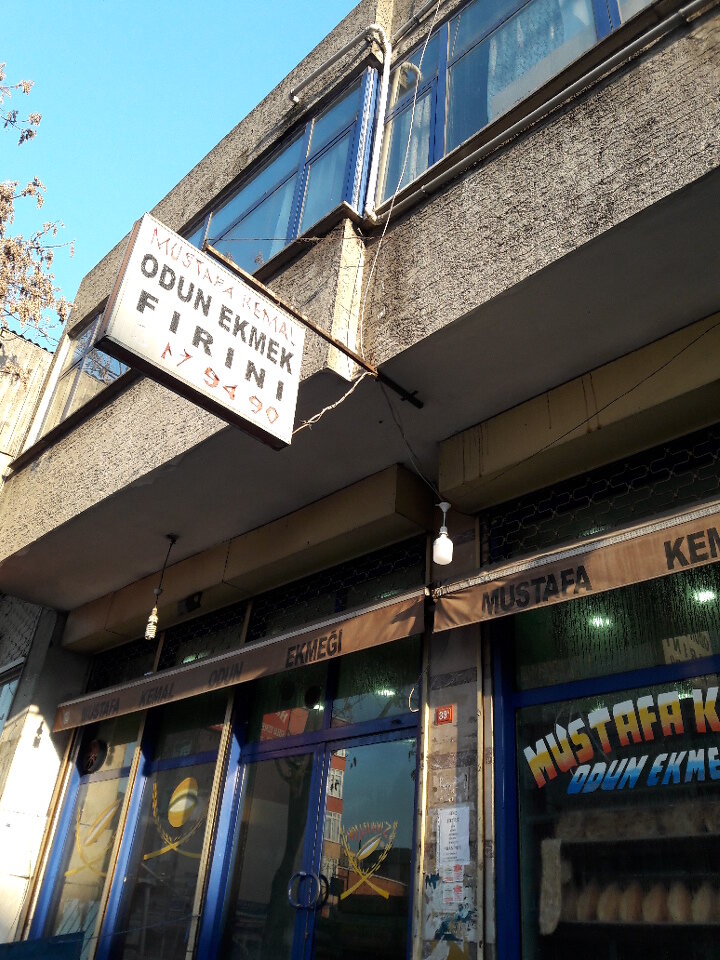 MUSTAFA KEMAL
ODUN EKMEK
FIRINI
17 94 90
MUSTAFA KEMAL ODUN EKMEĞİ
MUSTAFA KEM
MUSTAFA K
ODUN EKME